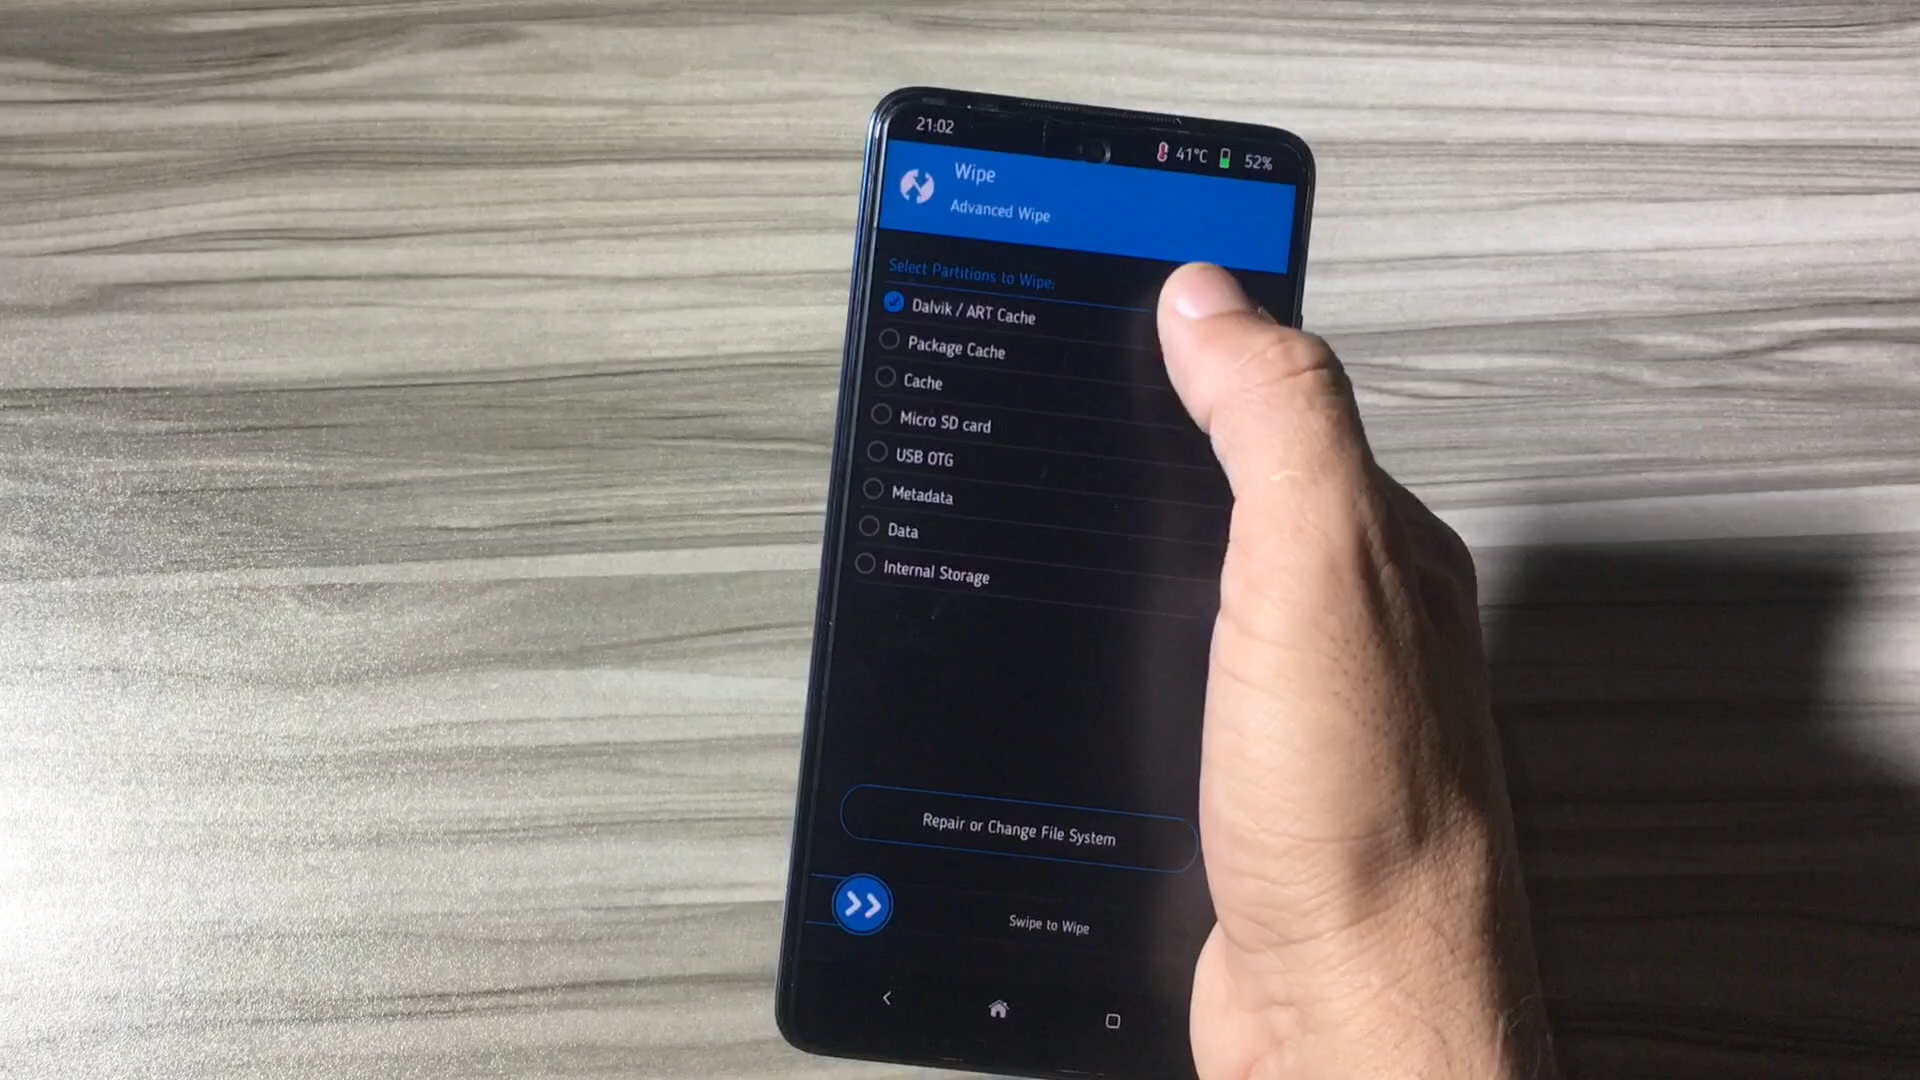 21:02
41°C
52%
Wipe
Advanced Wipe
Select Partitions to Wipe:
Dalvik / ART Cache
Package Cache
Cache
Micro SD card
USB OTG
Metadata
Data
Internal Storage
Repair or Change File System
Swipe to Wipe